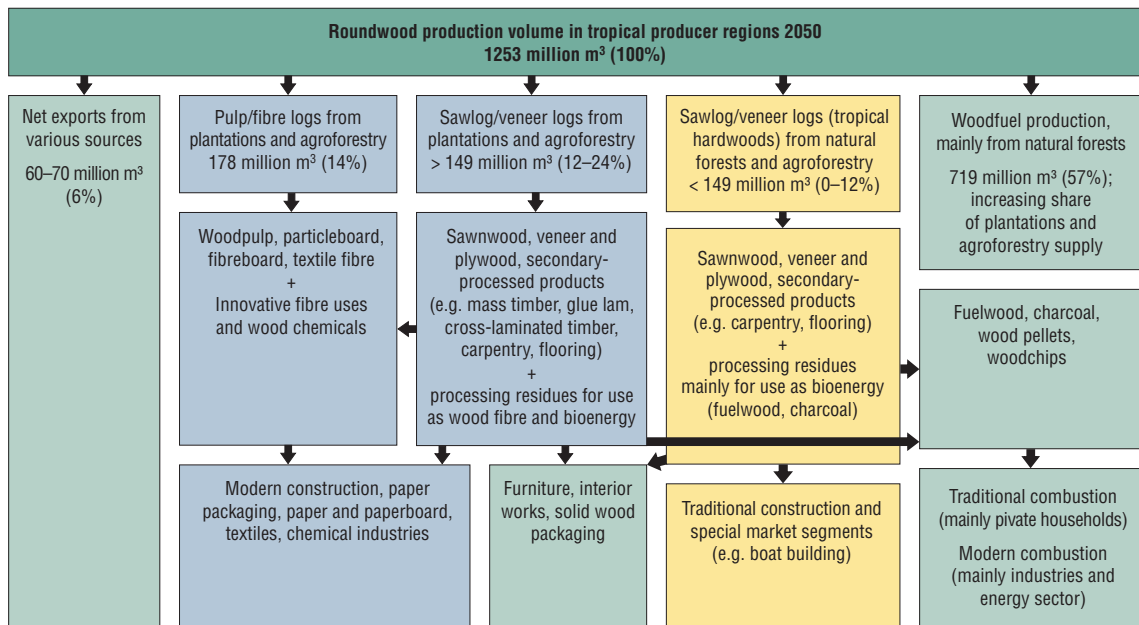 Roundwood production volume in tropical producer regions 2050
1253 million m³ (100%)
Net exports from
various sources
60–70 million m³
(6%)
Pulp/fibre logs from
plantations and agroforestry
178 million m³ (14%)
Sawlog/veneer logs from
plantations and agroforestry
> 149 million m³ (12–24%)
Sawlog/veneer logs (tropical
hardwoods) from natural
forests and agroforestry
< 149 million m³ (0–12%)
Woodfuel production,
mainly from natural forests
719 million m³ (57%);
increasing share
of plantations and
agroforestry supply
Woodpulp, particleboard,
fibreboard, textile fibre
+
Innovative fibre uses
and wood chemicals
Sawnwood, veneer and
plywood, secondary-
processed products
(e.g. mass timber, glue lam,
cross-laminated timber,
carpentry, flooring)
+
processing residues for use
as wood fibre and bioenergy
Sawnwood, veneer and
plywood, secondary-
processed products
(e.g. carpentry, flooring)
+
processing residues
mainly for use as bioenergy
(fuelwood, charcoal)
Fuelwood, charcoal,
wood pellets,
woodchips
Modern construction, paper
packaging, paper and paperboard,
textiles, chemical industries
Furniture, interior
works, solid wood
packaging
Traditional construction and
special market segments
(e.g. boat building)
Traditional combustion
(mainly private households)
Modern combustion
(mainly industries and
energy sector)